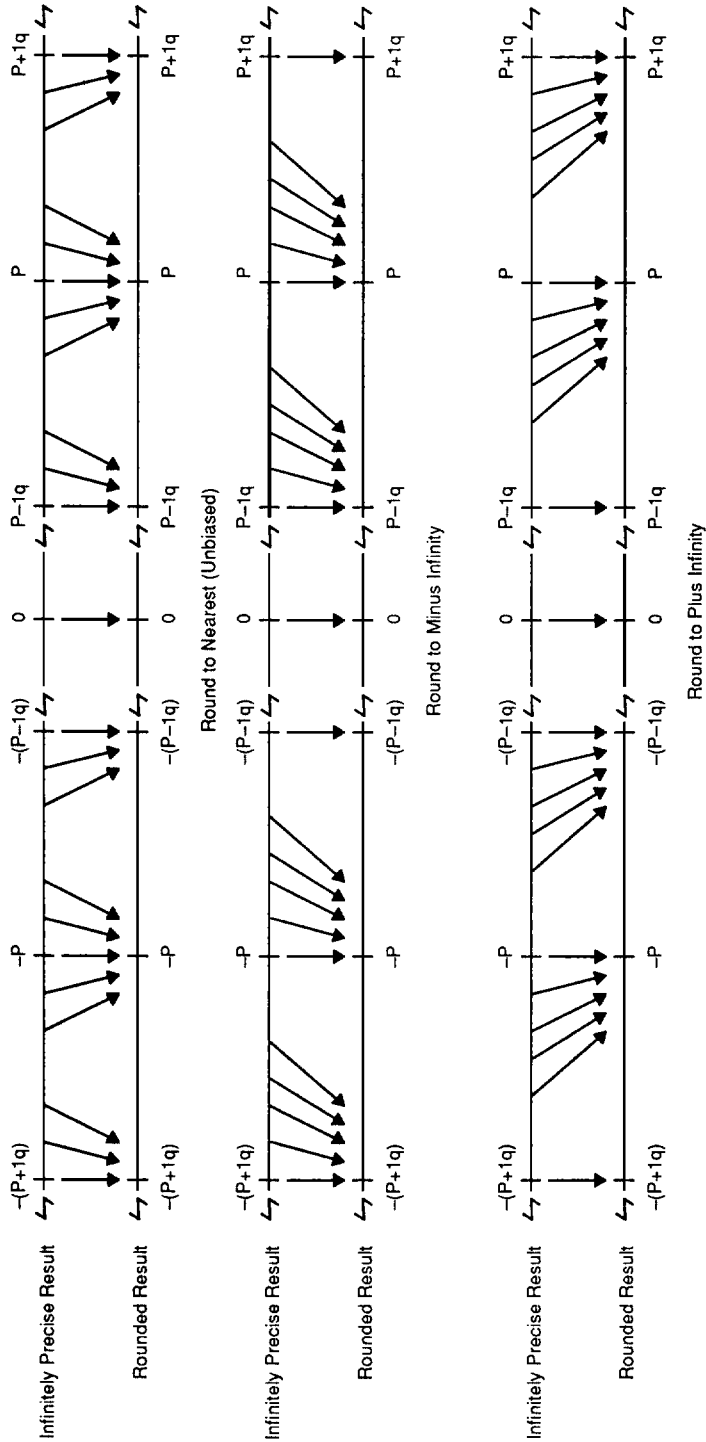 −(P+1q) −P −(P−1q) 0 P−1q P P+1q
Infinitely Precise Result
Rounded Result
−(P+1q) −P −(P−1q) 0 P−1q P P+1q
Round to Nearest (Unbiased)
−(P+1q) −P −(P−1q) 0 P−1q P P+1q
Infinitely Precise Result
Rounded Result
−(P+1q) −P −(P−1q) 0 P−1q P P+1q
Round to Minus Infinity
−(P+1q) −P −(P−1q) 0 P−1q P P+1q
Infinitely Precise Result
Rounded Result
−(P+1q) −P −(P−1q) 0 P−1q P P+1q
Round to Plus Infinity